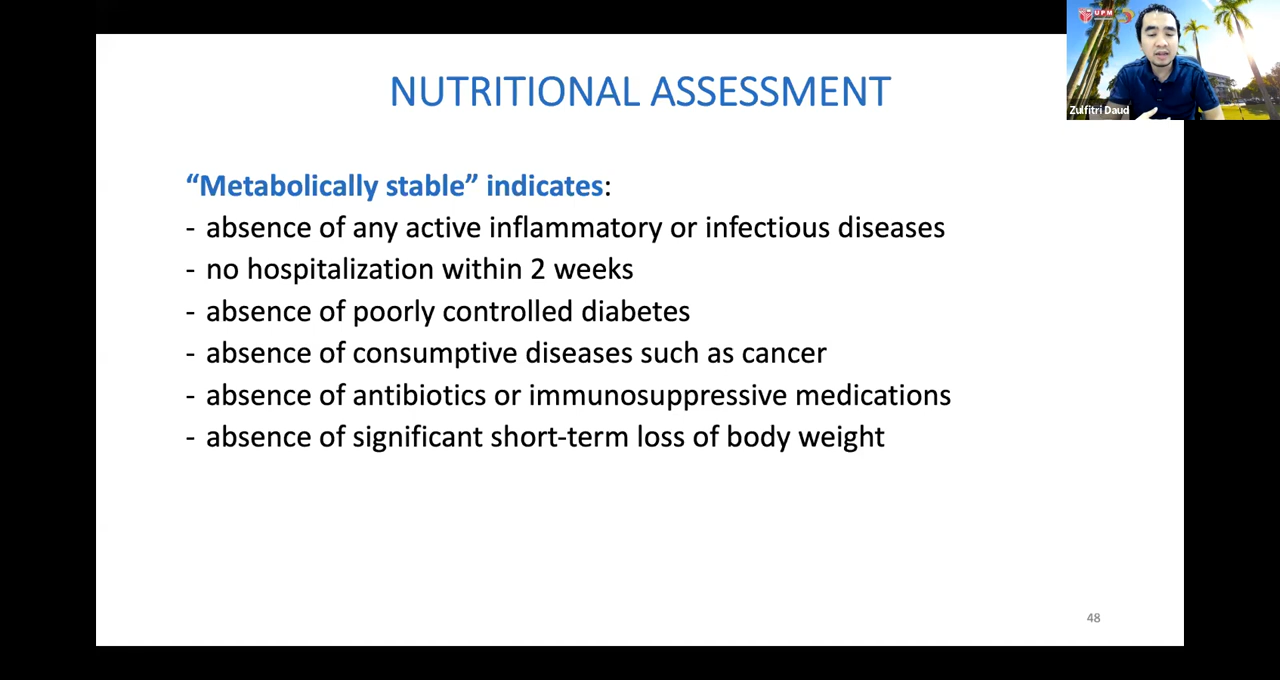 UPM
Zulfitri Daud
NUTRITIONAL ASSESSMENT
“Metabolically stable” indicates:
- absence of any active inflammatory or infectious diseases
- no hospitalization within 2 weeks
- absence of poorly controlled diabetes
- absence of consumptive diseases such as cancer
- absence of antibiotics or immunosuppressive medications
- absence of significant short-term loss of body weight
48